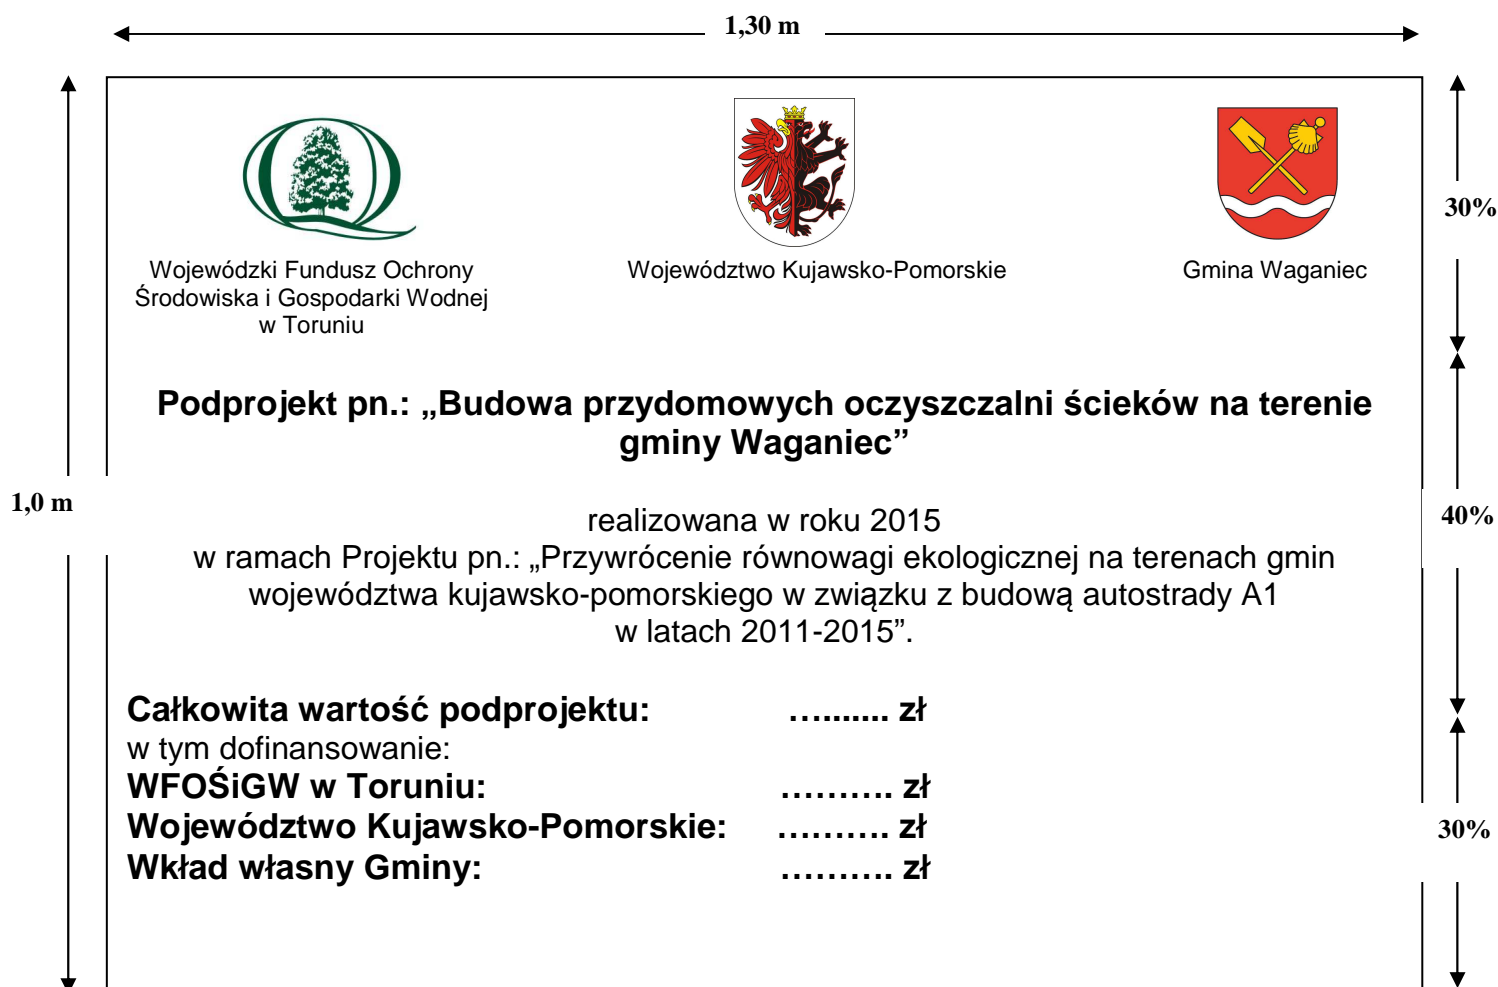 1,30 m
Wojewódzki Fundusz Ochrony
Środowiska i Gospodarki Wodnej
w Toruniu
Województwo Kujawsko-Pomorskie
Gmina Waganiec
30%
Podprojekt pn.: „Budowa przydomowych oczyszczalni ścieków na terenie
gminy Waganiec”
1,0 m
40%
realizowana w roku 2015
w ramach Projektu pn.: „Przywrócenie równowagi ekologicznej na terenach gmin
województwa kujawsko-pomorskiego w związku z budową autostrady A1
w latach 2011-2015”.
Całkowita wartość podprojektu: ….…... zł
w tym dofinansowanie:
WFOŚiGW w Toruniu: ………. zł
Województwo Kujawsko-Pomorskie: ………. zł
30%
Wkład własny Gminy: ………. zł